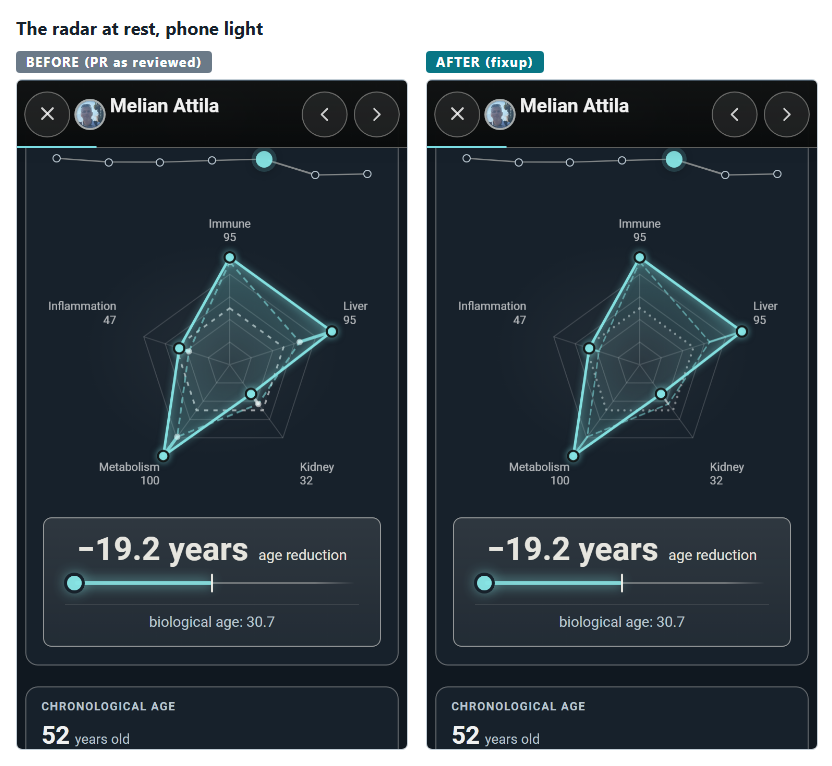 The radar at rest, phone light
BEFORE (PR as reviewed)
Melian Attila
Immune
95
Inflammation
47
Liver
95
Metabolism
100
Kidney
32
−19.2 years age reduction
biological age: 30.7
CHRONOLOGICAL AGE
52 years old
AFTER (fixup)
Melian Attila
Immune
95
Inflammation
47
Liver
95
Metabolism
100
Kidney
32
−19.2 years age reduction
biological age: 30.7
CHRONOLOGICAL AGE
52 years old